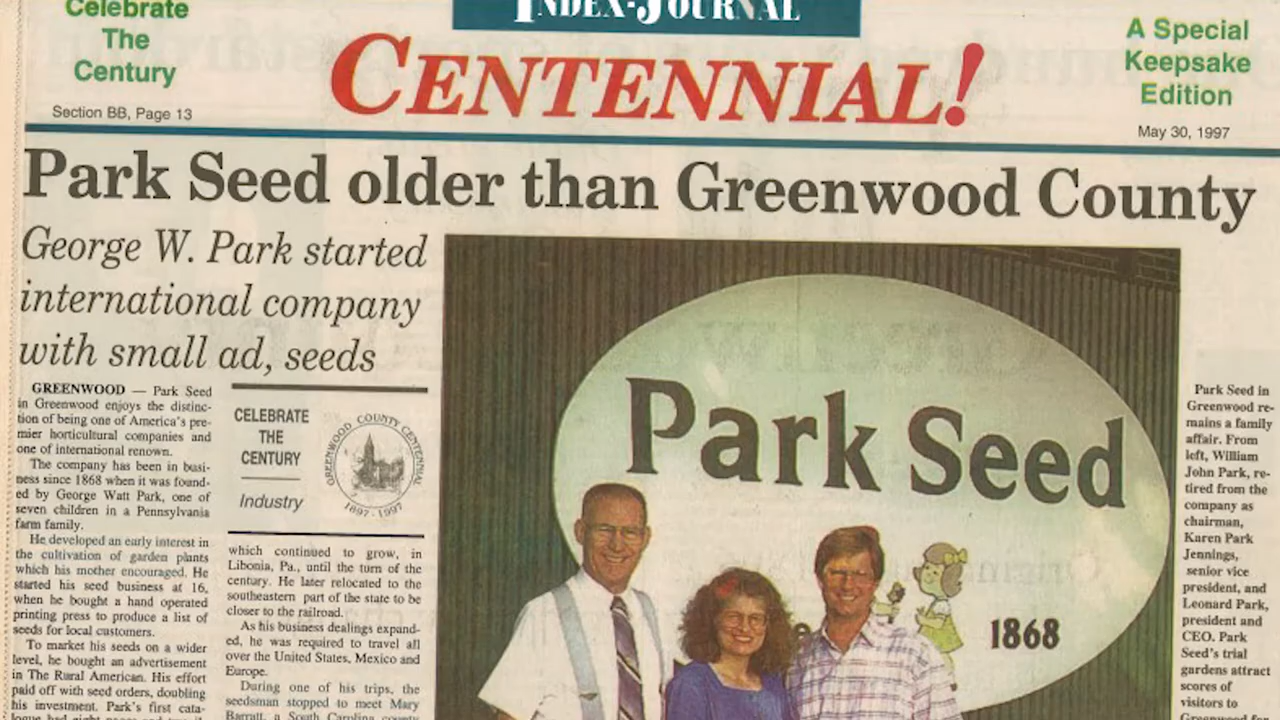 Celebrate
The
Century
Section BB, Page 13
INDEX-JOURNAL
CENTENNIAL!
A Special
Keepsake
Edition
May 30, 1997
Park Seed older than Greenwood County
George W. Park started
international company
with small ad, seeds
GREENWOOD — Park Seed
in Greenwood enjoys the distinc-
tion of being one of America's pre-
mier horticultural companies and
one of international renown.
The company has been in busi-
ness since 1868 when it was found-
ed by George Watt Park, one of
seven children in a Pennsylvania
farm family.
He developed an early interest in
the cultivation of garden plants
which his mother encouraged. He
started his seed business at 16,
when he bought a hand operated
printing press to produce a list of
seeds for local customers.
To market his seeds on a wider
level, he bought an advertisement
in The Rural American. His effort
paid off with seed orders, doubling
his investment. Park's first cata-
CELEBRATE
THE
CENTURY
Industry
GREENWOOD COUNTY CENTENNIAL
1897-1997
which continued to grow, in
Libonia, Pa., until the turn of the
century. He later relocated to the
southeastern part of the state to be
closer to the railroad.
As his business dealings expand-
ed, he was required to travel all
over the United States, Mexico and
Europe.
During one of his trips, the
seedsman stopped to meet Mary
Barratt, a South Carolina county
Park Seed
1868
Park Seed in
Greenwood re-
mains a family
affair. From
left, William
John Park, re-
tired from the
company as
chairman,
Karen Park
Jennings,
senior vice
president, and
Leonard Park,
president and
CEO. Park
Seed's trial
gardens attract
scores of
visitors to
Greenwood for